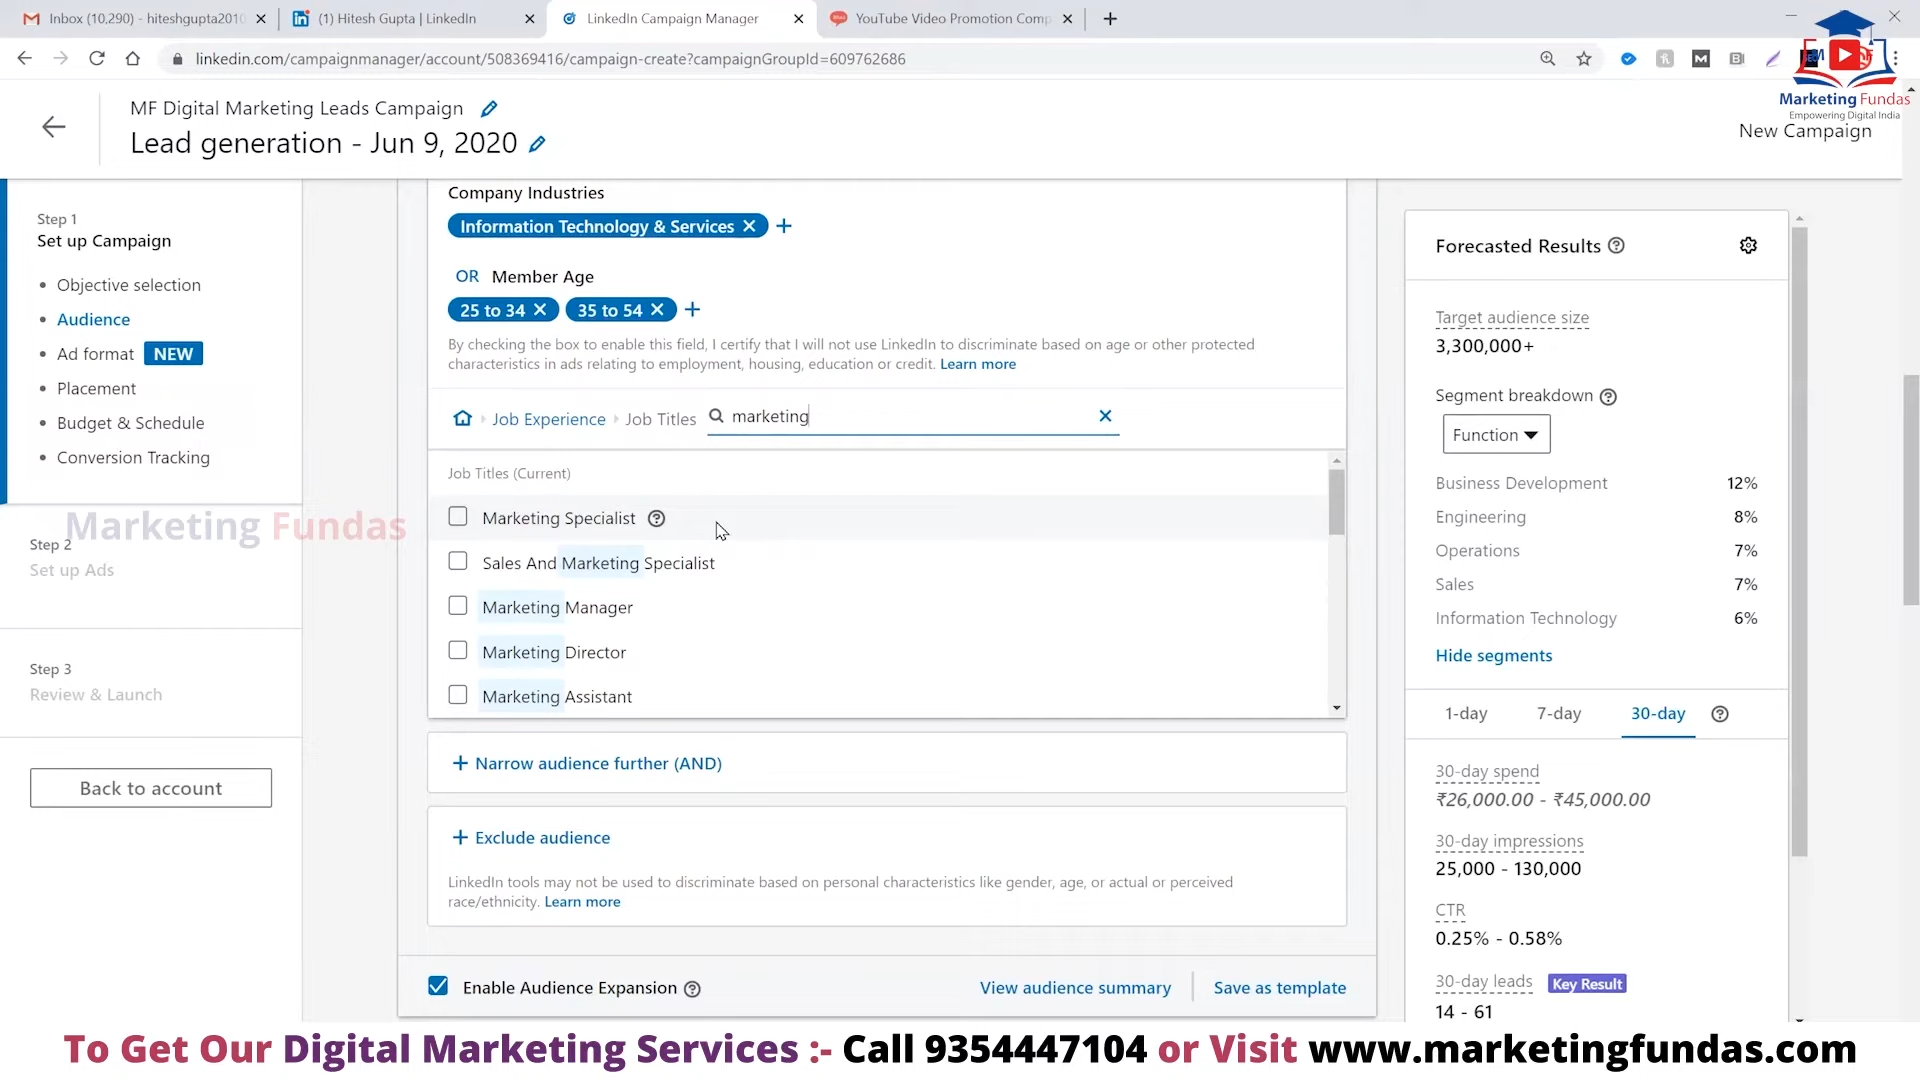 Inbox (10,290) - hiteshgupta2010
(1) Hitesh Gupta | LinkedIn
LinkedIn Campaign Manager
YouTube Video Promotion Comp
linkedin.com/campaignmanager/account/508369416/campaign-create?campaignGroupId=609762686
Marketing Fundas
Empowering Digital India
MF Digital Marketing Leads Campaign
Lead generation - Jun 9, 2020
New Campaign
Step 1
Set up Campaign
Objective selection
Audience
Ad format NEW
Placement
Budget & Schedule
Conversion Tracking
Marketing Fundas
Step 2
Set up Ads
Step 3
Review & Launch
Back to account
Company Industries
Information Technology & Services
OR Member Age
25 to 34
35 to 54
By checking the box to enable this field, I certify that I will not use LinkedIn to discriminate based on age or other protected
characteristics in ads relating to employment, housing, education or credit. Learn more
Job Experience Job Titles marketing
Job Titles (Current)
Marketing Specialist
Sales And Marketing Specialist
Marketing Manager
Marketing Director
Marketing Assistant
+ Narrow audience further (AND)
+ Exclude audience
LinkedIn tools may not be used to discriminate based on personal characteristics like gender, age, or actual or perceived
race/ethnicity. Learn more
Enable Audience Expansion
View audience summary
Save as template
Forecasted Results
Target audience size
3,300,000+
Segment breakdown
Function
Business Development 12%
Engineering 8%
Operations 7%
Sales 7%
Information Technology 6%
Hide segments
1-day 7-day 30-day
30-day spend
₹26,000.00 - ₹45,000.00
30-day impressions
25,000 - 130,000
CTR
0.25% - 0.58%
30-day leads Key Result
14 - 61
To Get Our Digital Marketing Services :- Call 9354447104 or Visit www.marketingfundas.com